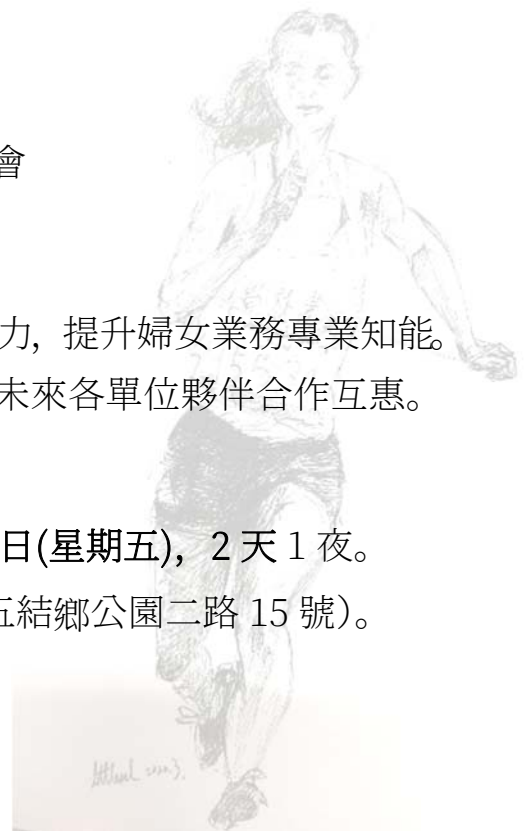 會
力, 提升婦女業務專業知能。
未來各單位夥伴合作互惠。
日(星期五), 2 天 1 夜。
五結鄉公園二路 15 號)。